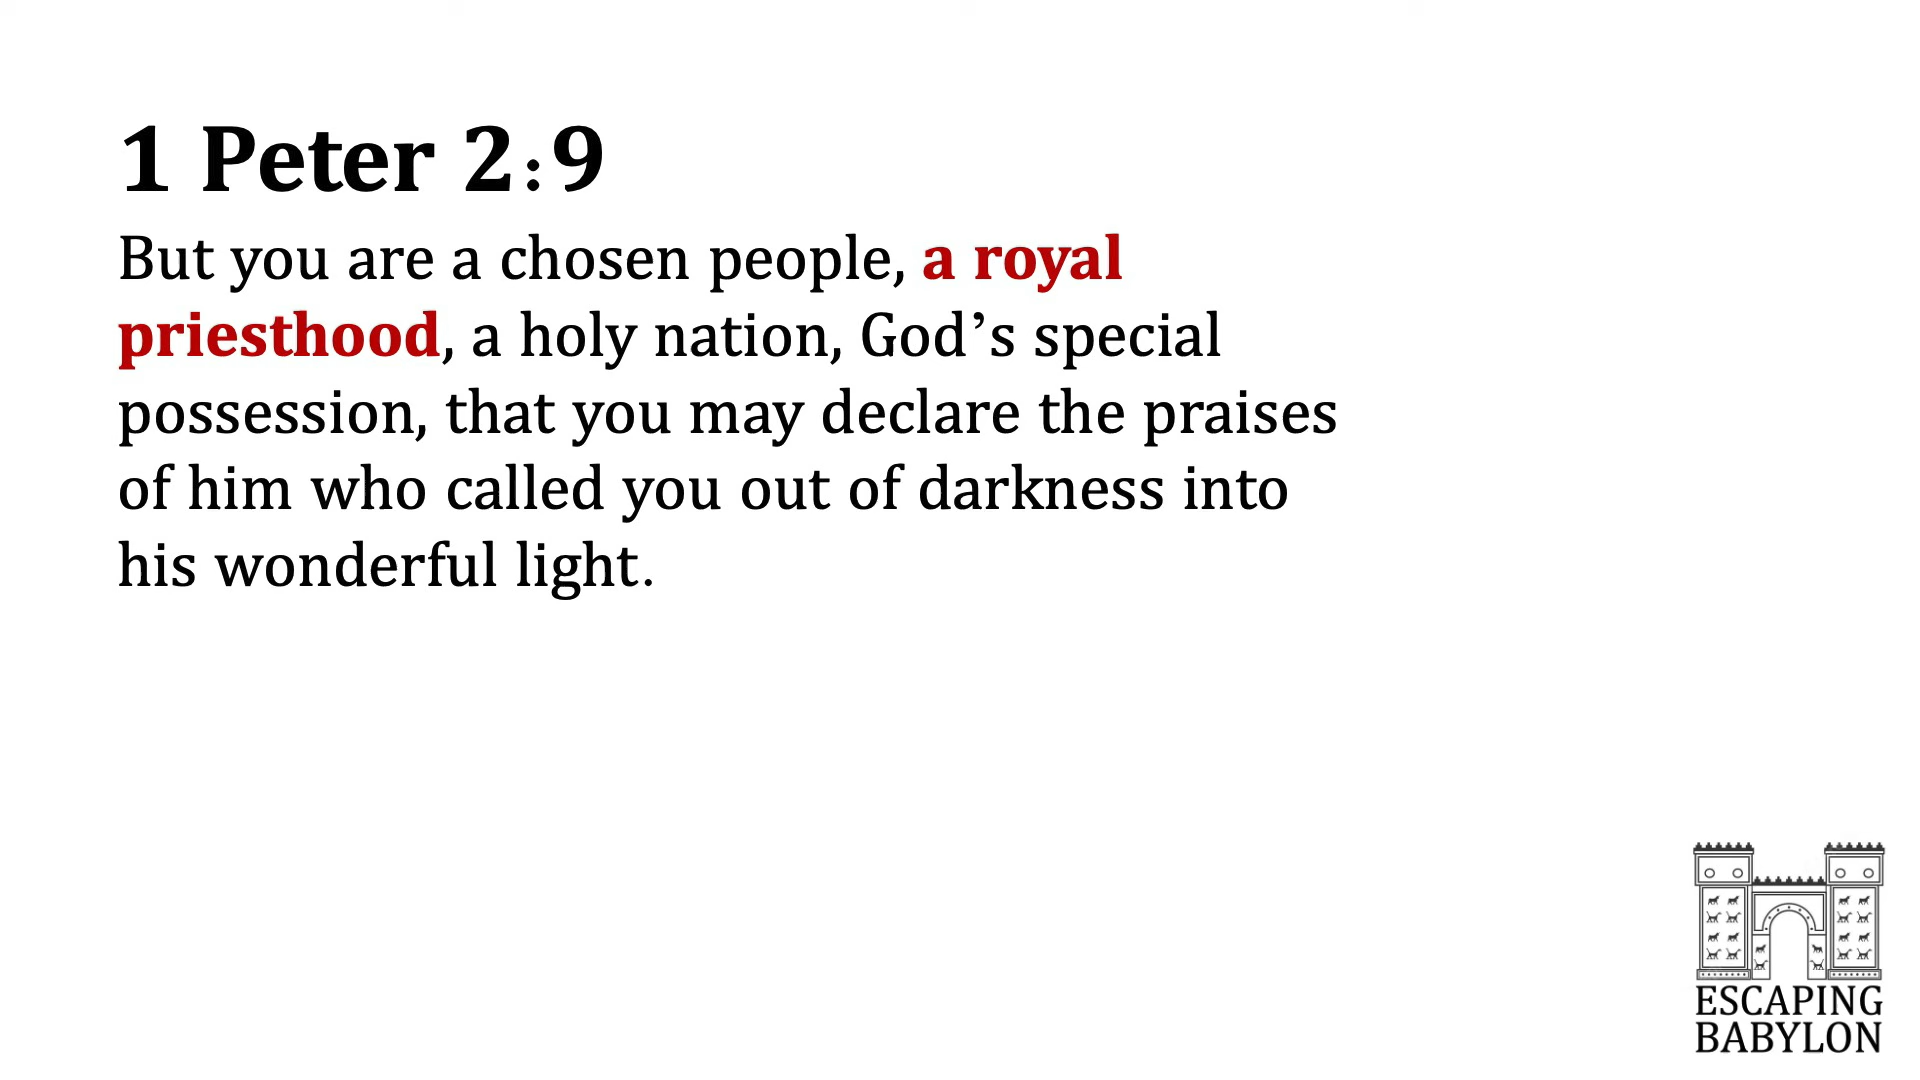 1 Peter 2:9
But you are a chosen people, a royal
priesthood, a holy nation, God’s special
possession, that you may declare the praises
of him who called you out of darkness into
his wonderful light.
ESCAPING
BABYLON